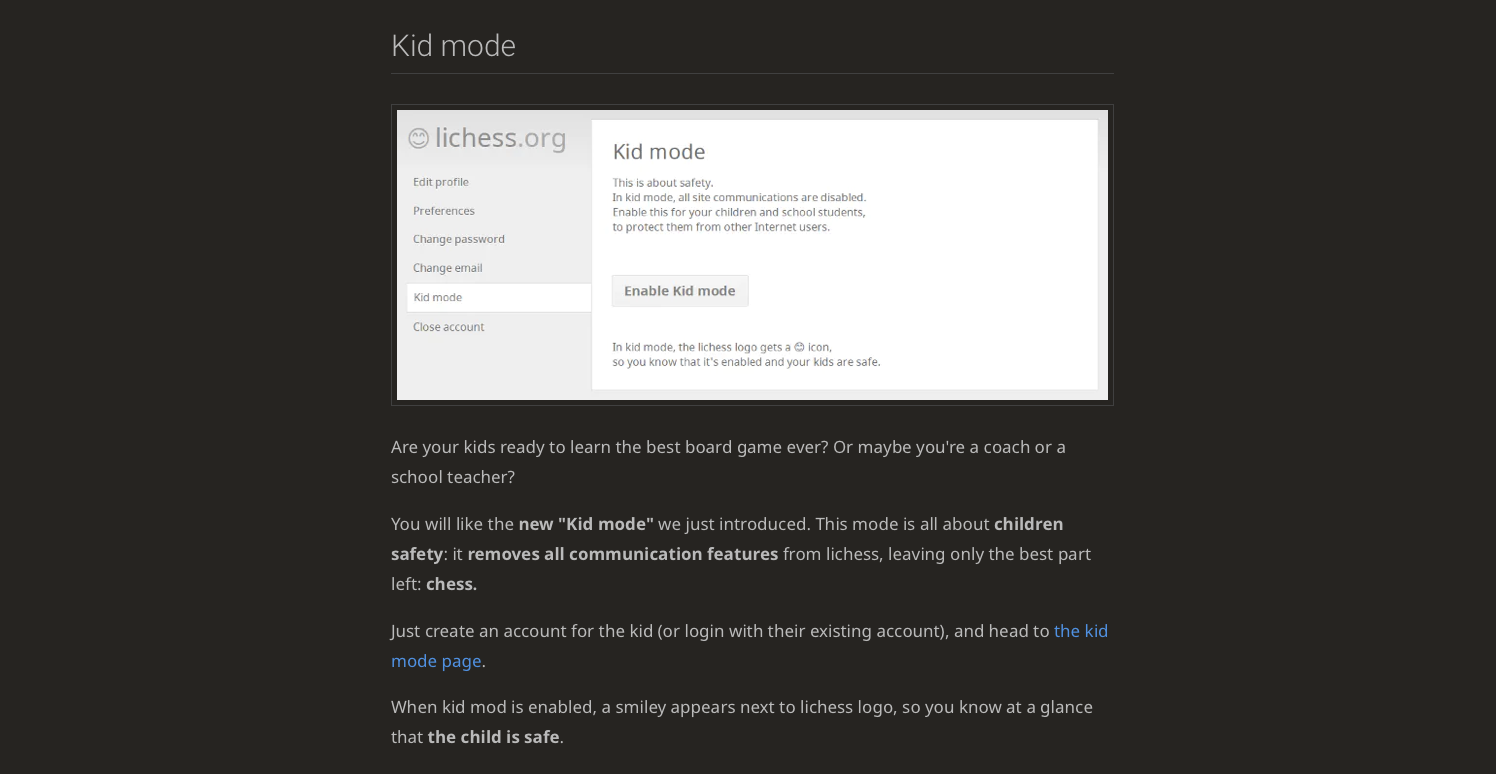 Kid mode
😊 lichess.org
Edit profile
Preferences
Change password
Change email
Kid mode
Close account
Kid mode
This is about safety.
In kid mode, all site communications are disabled.
Enable this for your children and school students,
to protect them from other Internet users.
Enable Kid mode
In kid mode, the lichess logo gets a 😊 icon,
so you know that it's enabled and your kids are safe.
Are your kids ready to learn the best board game ever? Or maybe you're a coach or a
school teacher?
You will like the new "Kid mode" we just introduced. This mode is all about children
safety: it removes all communication features from lichess, leaving only the best part
left: chess.
Just create an account for the kid (or login with their existing account), and head to the kid
mode page.
When kid mod is enabled, a smiley appears next to lichess logo, so you know at a glance
that the child is safe.